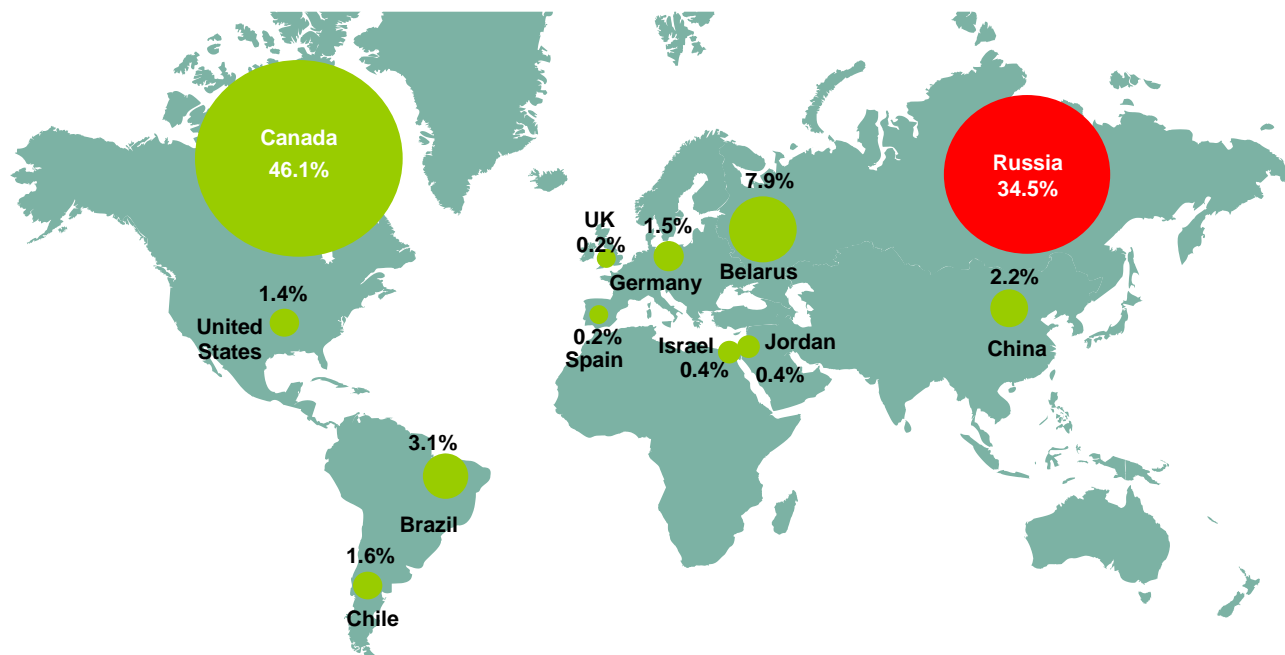 Canada
46.1%
Russia
34.5%
7.9%
Belarus
UK
0.2%
1.5%
Germany
2.2%
China
1.4%
United
States
0.2%
Spain
Israel
0.4%
Jordan
0.4%
3.1%
Brazil
1.6%
Chile